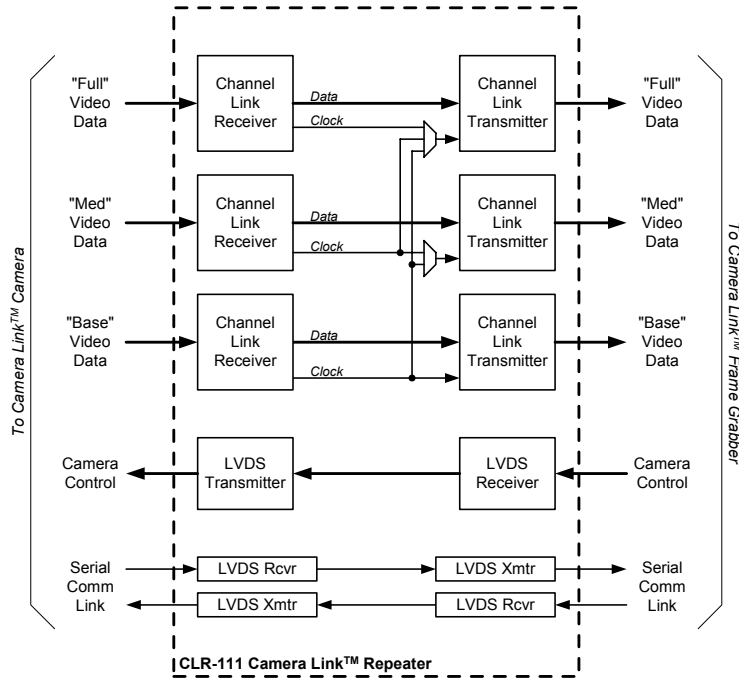 "Full"
Video
Data
Channel
Link
Receiver
Data
Clock
Channel
Link
Transmitter
"Full"
Video
Data
"Med"
Video
Data
Channel
Link
Receiver
Data
Clock
Channel
Link
Transmitter
"Med"
Video
Data
"Base"
Video
Data
Channel
Link
Receiver
Data
Clock
Channel
Link
Transmitter
"Base"
Video
Data
To Camera Link™ Camera
To Camera Link™ Frame Grabber
Camera
Control
LVDS
Transmitter
LVDS
Receiver
Camera
Control
Serial
Comm
Link
LVDS Rcvr
LVDS Xmtr
LVDS Xmtr
LVDS Rcvr
Serial
Comm
Link
CLR-111 Camera Link™ Repeater